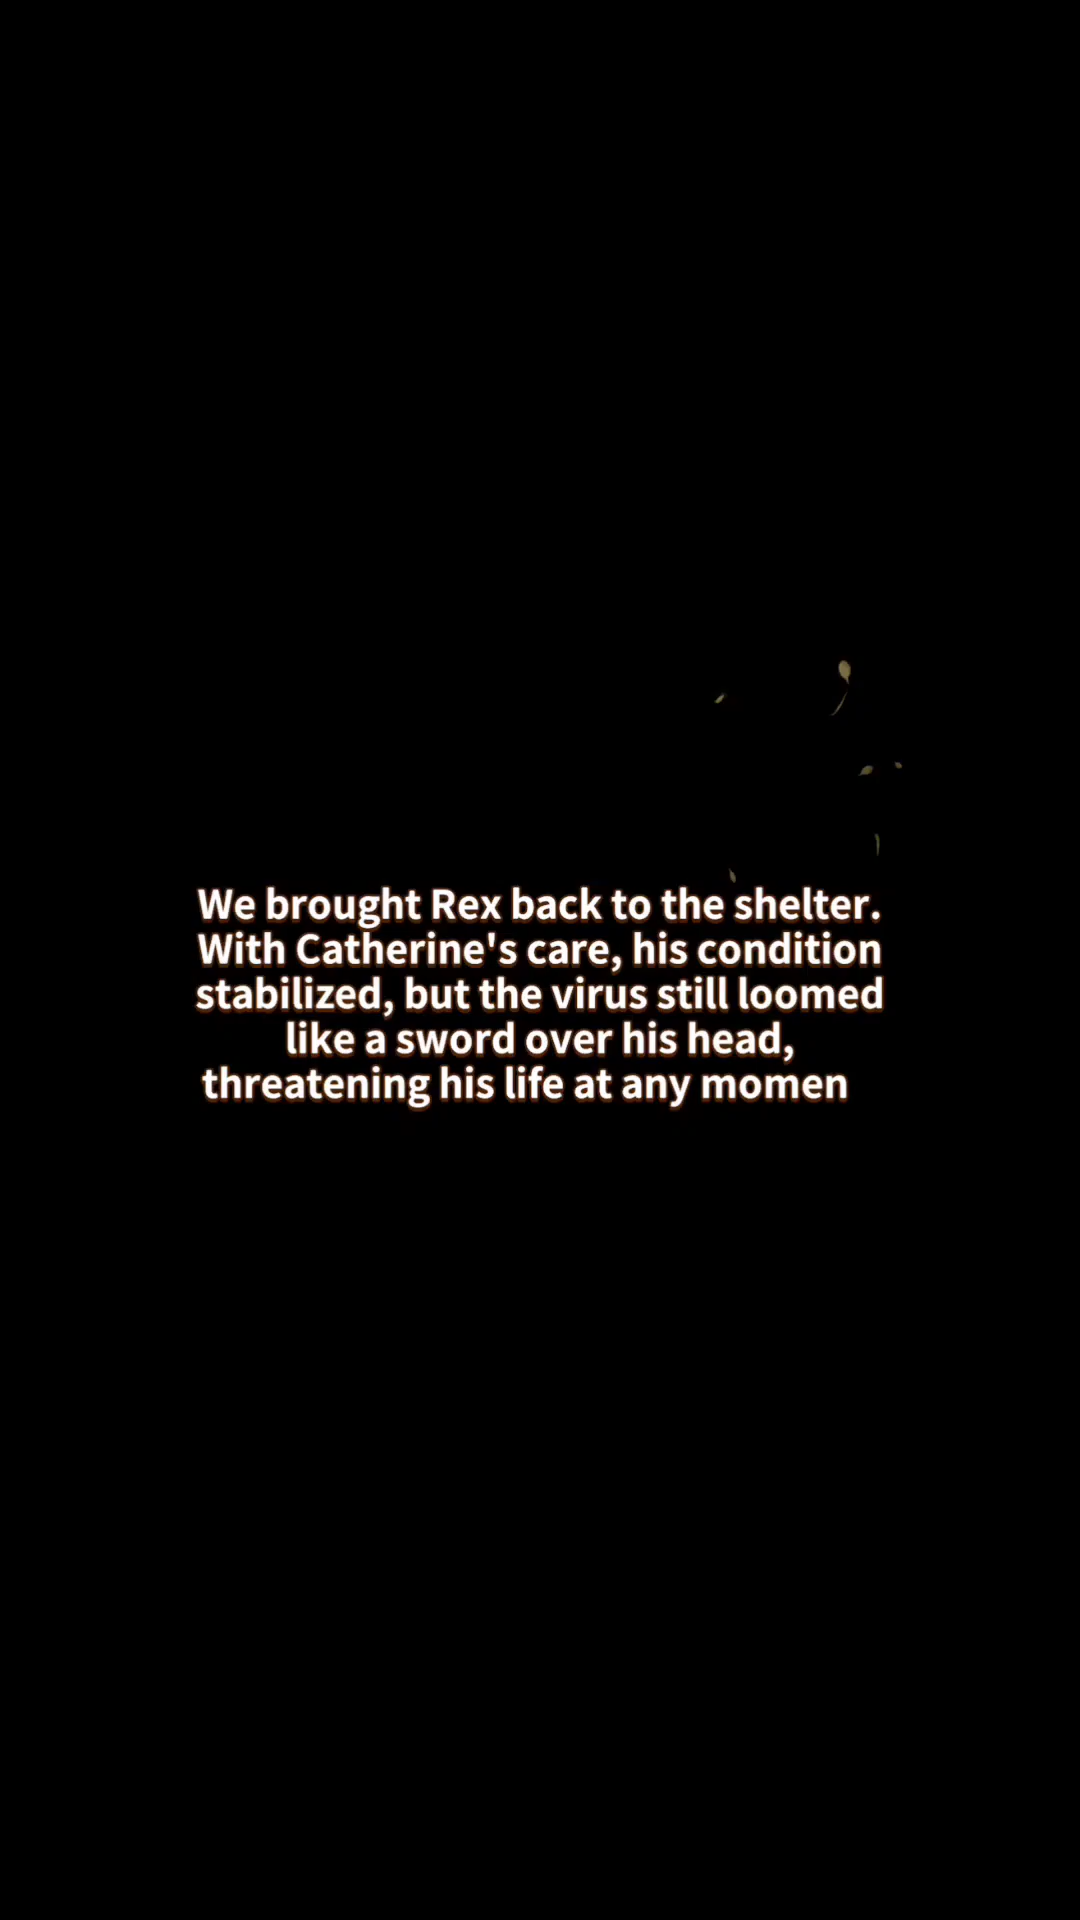 We brought Rex back to the shelter.
With Catherine's care, his condition
stabilized, but the virus still loomed
like a sword over his head,
threatening his life at any momen